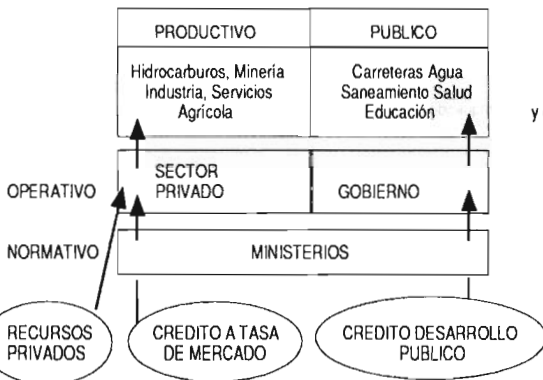 PRODUCTIVO PUBLICO
Hidrocarburos, Minería
Industria, Servicios
Agrícola
Carreteras Agua
Saneamiento Salud
Educación
y
OPERATIVO
SECTOR
PRIVADO
GOBIERNO
NORMATIVO
MINISTERIOS
RECURSOS
PRIVADOS
CREDITO A TASA
DE MERCADO
CREDITO DESARROLLO
PUBLICO